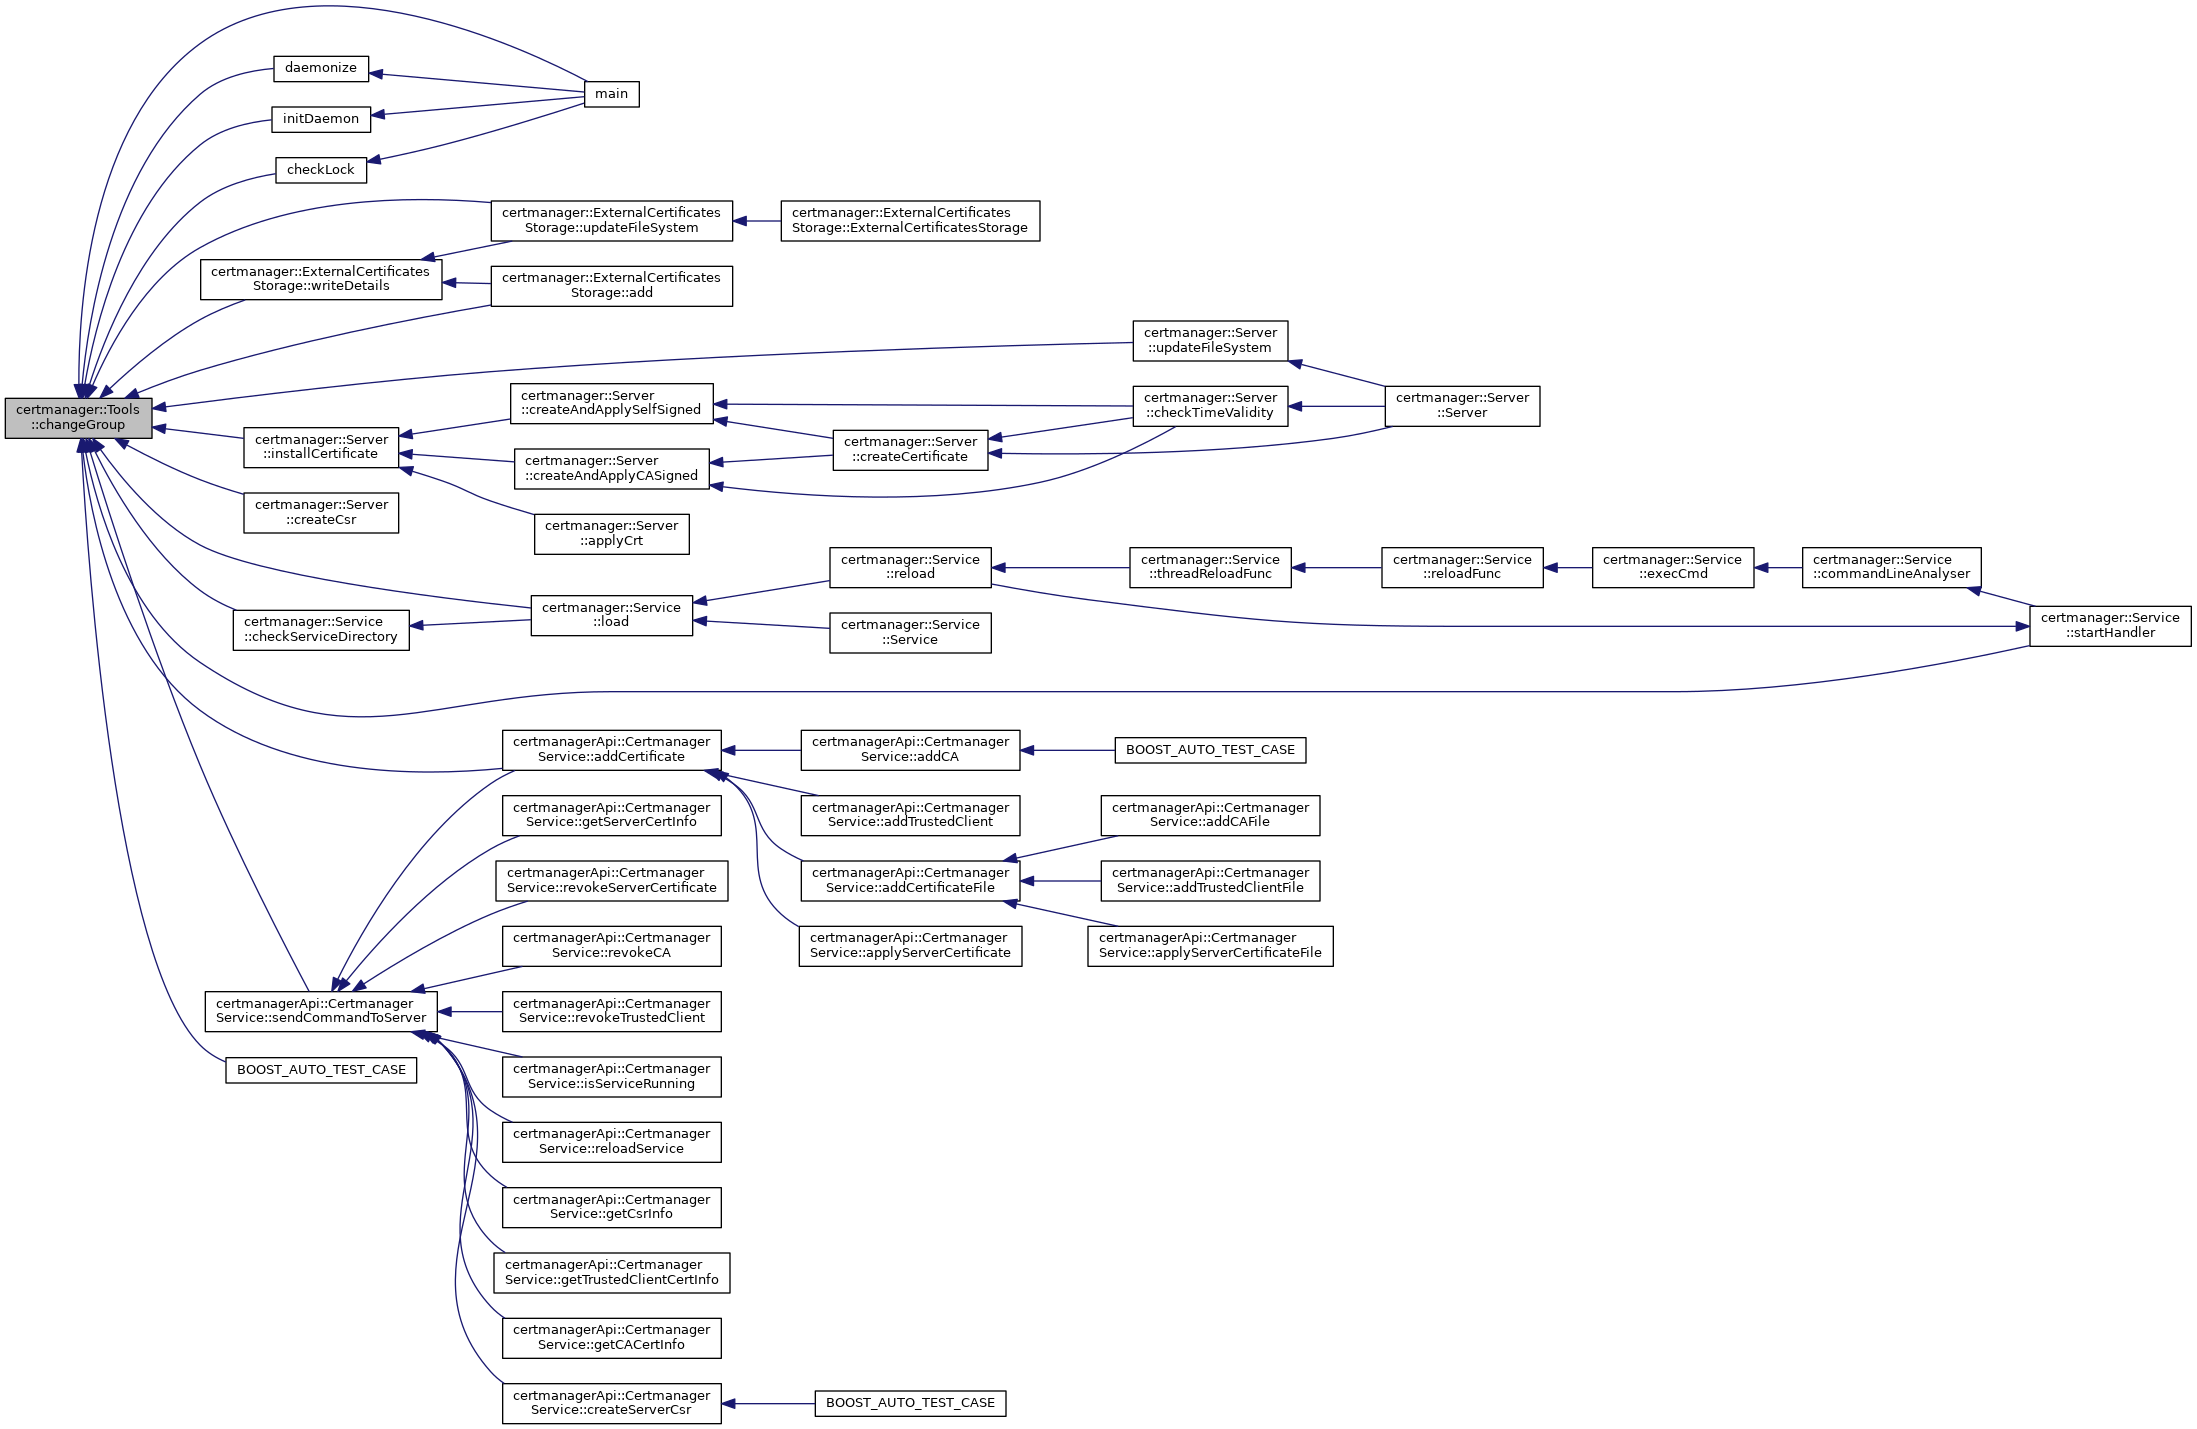 daemonize
main
initDaemon
checkLock
certmanager::ExternalCertificates
Storage::updateFileSystem
certmanager::ExternalCertificates
Storage::ExternalCertificatesStorage
certmanager::ExternalCertificates
Storage::writeDetails
certmanager::ExternalCertificates
Storage::add
certmanager::Server
::updateFileSystem
certmanager::Tools
::changeGroup
certmanager::Server
::createAndApplySelfSigned
certmanager::Server
::checkTimeValidity
certmanager::Server
::Server
certmanager::Server
::installCertificate
certmanager::Server
::createCertificate
certmanager::Server
::createAndApplyCASigned
certmanager::Server
::createCsr
certmanager::Server
::applyCrt
certmanager::Service
::reload
certmanager::Service
::threadReloadFunc
certmanager::Service
::reloadFunc
certmanager::Service
::execCmd
certmanager::Service
::commandLineAnalyser
certmanager::Service
::load
certmanager::Service
::checkServiceDirectory
certmanager::Service
::Service
certmanager::Service
::startHandler
certmanagerApi::Certmanager
Service::addCertificate
certmanagerApi::Certmanager
Service::addCA
BOOST_AUTO_TEST_CASE
certmanagerApi::Certmanager
Service::getServerCertInfo
certmanagerApi::Certmanager
Service::addTrustedClient
certmanagerApi::Certmanager
Service::addCAFile
certmanagerApi::Certmanager
Service::revokeServerCertificate
certmanagerApi::Certmanager
Service::addCertificateFile
certmanagerApi::Certmanager
Service::addTrustedClientFile
certmanagerApi::Certmanager
Service::revokeCA
certmanagerApi::Certmanager
Service::applyServerCertificate
certmanagerApi::Certmanager
Service::applyServerCertificateFile
certmanagerApi::Certmanager
Service::sendCommandToServer
certmanagerApi::Certmanager
Service::revokeTrustedClient
BOOST_AUTO_TEST_CASE
certmanagerApi::Certmanager
Service::isServiceRunning
certmanagerApi::Certmanager
Service::reloadService
certmanagerApi::Certmanager
Service::getCsrInfo
certmanagerApi::Certmanager
Service::getTrustedClientCertInfo
certmanagerApi::Certmanager
Service::getCACertInfo
certmanagerApi::Certmanager
Service::createServerCsr
BOOST_AUTO_TEST_CASE